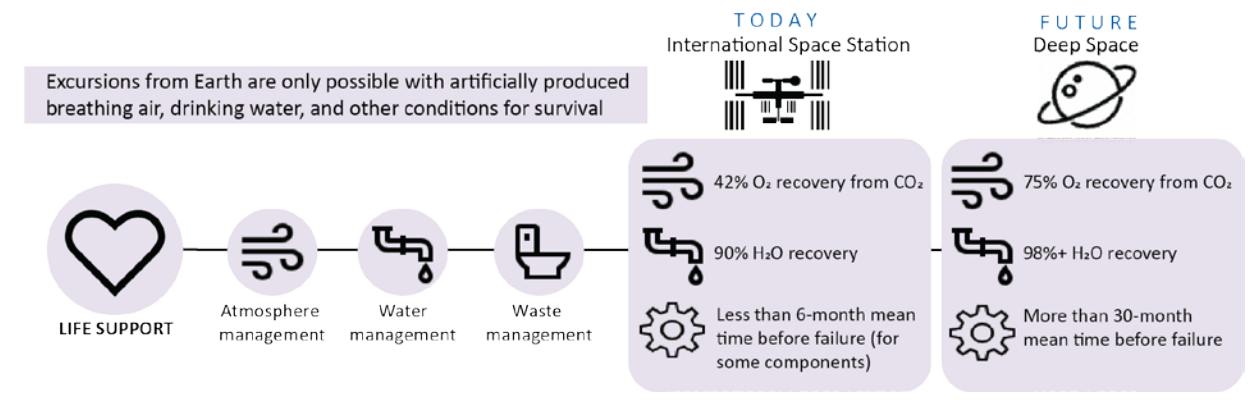 TODAY
International Space Station
FUTURE
Deep Space
Excursions from Earth are only possible with artificially produced
breathing air, drinking water, and other conditions for survival
LIFE SUPPORT
Atmosphere
management
Water
management
Waste
management
42% O₂ recovery from CO₂
90% H₂O recovery
Less than 6-month mean
time before failure (for
some components)
75% O₂ recovery from CO₂
98%+ H₂O recovery
More than 30-month
mean time before failure